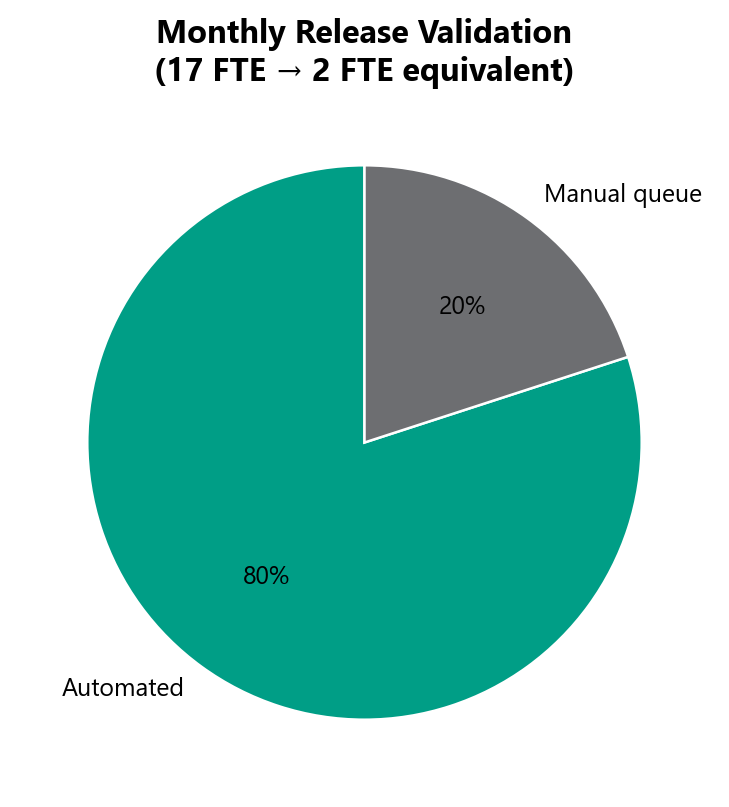 Monthly Release Validation
(17 FTE → 2 FTE equivalent)
Manual queue
20%
80%
Automated